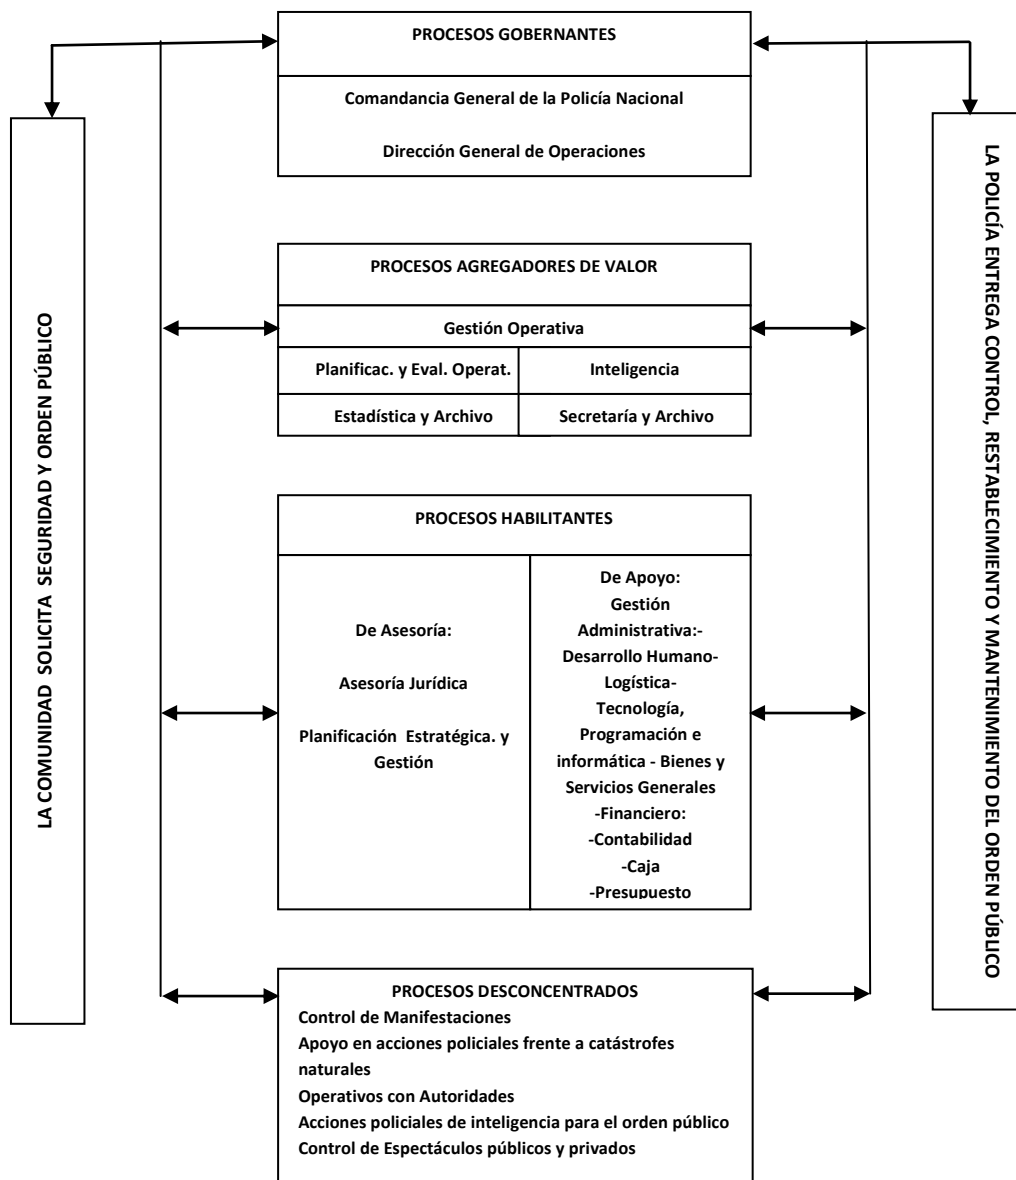 PROCESOS GOBERNANTES
Comandancia General de la Policía Nacional
Dirección General de Operaciones
LA COMUNIDAD SOLICITA SEGURIDAD Y ORDEN PÚBLICO
LA POLICÍA ENTREGA CONTROL, RESTABLECIMIENTO Y MANTENIMIENTO DEL ORDEN PÚBLICO
PROCESOS AGREGADORES DE VALOR
Gestión Operativa
Planificac. y Eval. Operat.
Inteligencia
Estadística y Archivo
Secretaría y Archivo
PROCESOS HABILITANTES
De Asesoría:
Asesoría Jurídica
Planificación Estratégica. y
Gestión
De Apoyo:
Gestión
Administrativa:-
Desarrollo Humano-
Logística-
Tecnología,
Programación e
informática - Bienes y
Servicios Generales
-Financiero:
-Contabilidad
-Caja
-Presupuesto
PROCESOS DESCONCENTRADOS
Control de Manifestaciones
Apoyo en acciones policiales frente a catástrofes
naturales
Operativos con Autoridades
Acciones policiales de inteligencia para el orden público
Control de Espectáculos públicos y privados